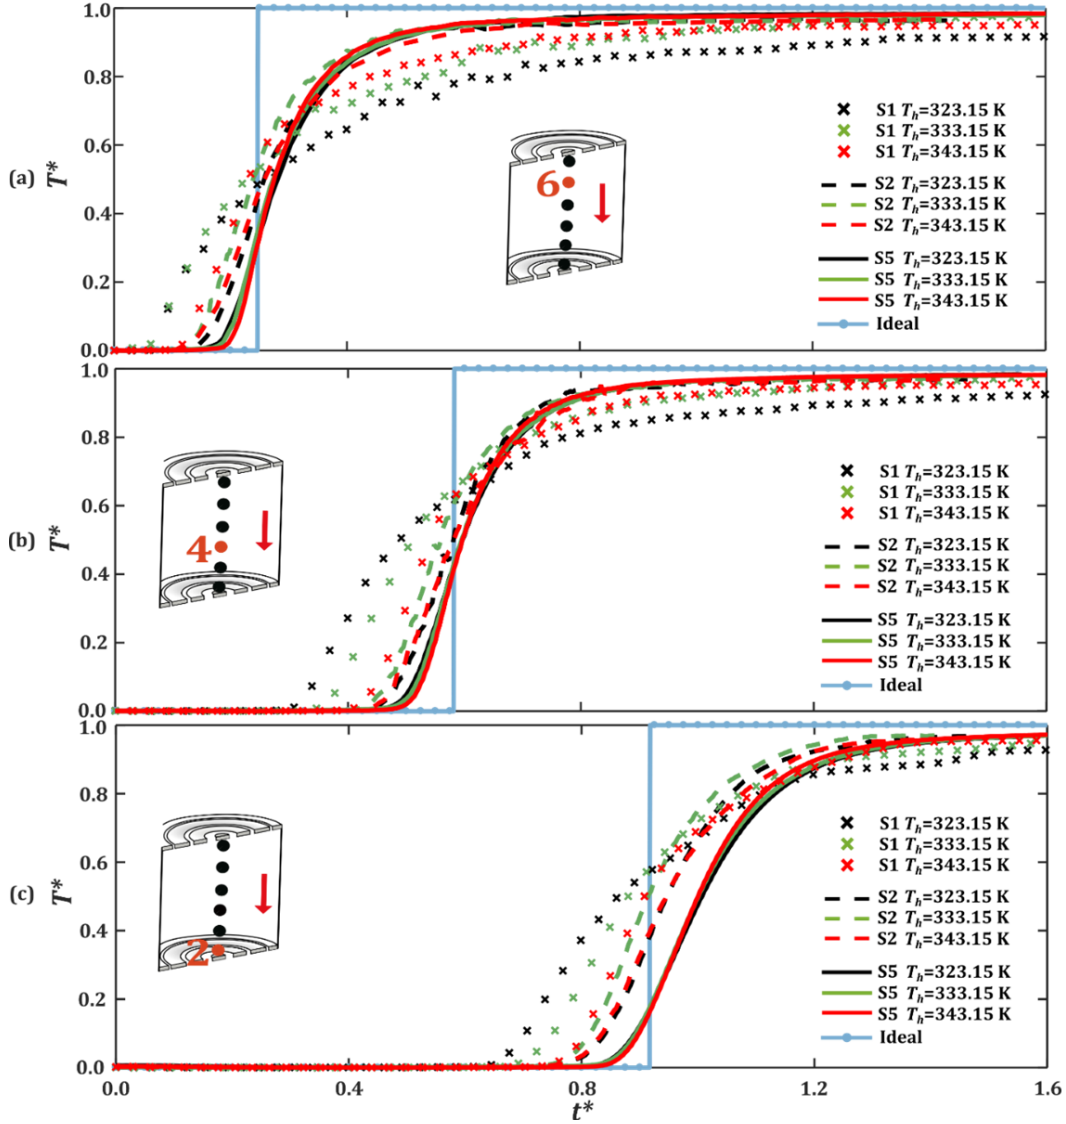 1.0
0.8
0.6
(a) T*
0.4
0.2
0.0
6
S1 Tₕ=323.15 K
S1 Tₕ=333.15 K
S1 Tₕ=343.15 K
S2 Tₕ=323.15 K
S2 Tₕ=333.15 K
S2 Tₕ=343.15 K
S5 Tₕ=323.15 K
S5 Tₕ=333.15 K
S5 Tₕ=343.15 K
Ideal
1.0
0.8
0.6
(b) T*
0.4
0.2
0.0
4
S1 Tₕ=323.15 K
S1 Tₕ=333.15 K
S1 Tₕ=343.15 K
S2 Tₕ=323.15 K
S2 Tₕ=333.15 K
S2 Tₕ=343.15 K
S5 Tₕ=323.15 K
S5 Tₕ=333.15 K
S5 Tₕ=343.15 K
Ideal
1.0
0.8
0.6
(c) T*
0.4
0.2
0.0
2
S1 Tₕ=323.15 K
S1 Tₕ=333.15 K
S1 Tₕ=343.15 K
S2 Tₕ=323.15 K
S2 Tₕ=333.15 K
S2 Tₕ=343.15 K
S5 Tₕ=323.15 K
S5 Tₕ=333.15 K
S5 Tₕ=343.15 K
Ideal
0.0 0.4 0.8 1.2 1.6
t*